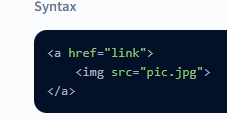 Syntax
<a href="link">
    <img src="pic.jpg">
</a>